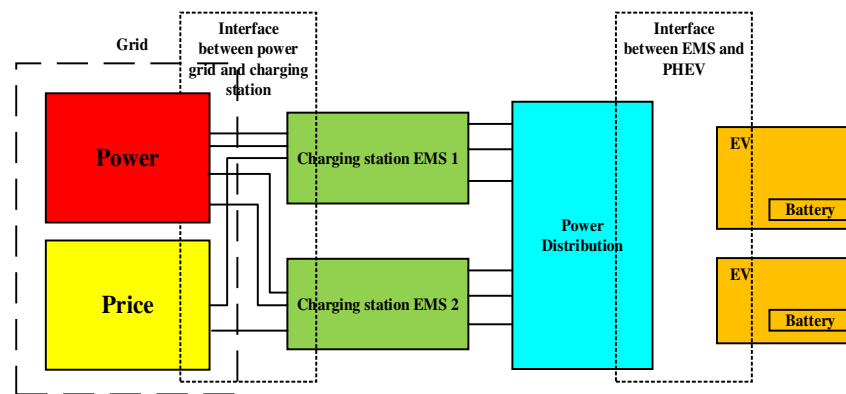 Grid
Interface
between power
grid and charging
station
Interface
between EMS and
PHEV
Power
Charging station EMS 1
EV
Battery
Power
Distribution
Price
Charging station EMS 2
EV
Battery